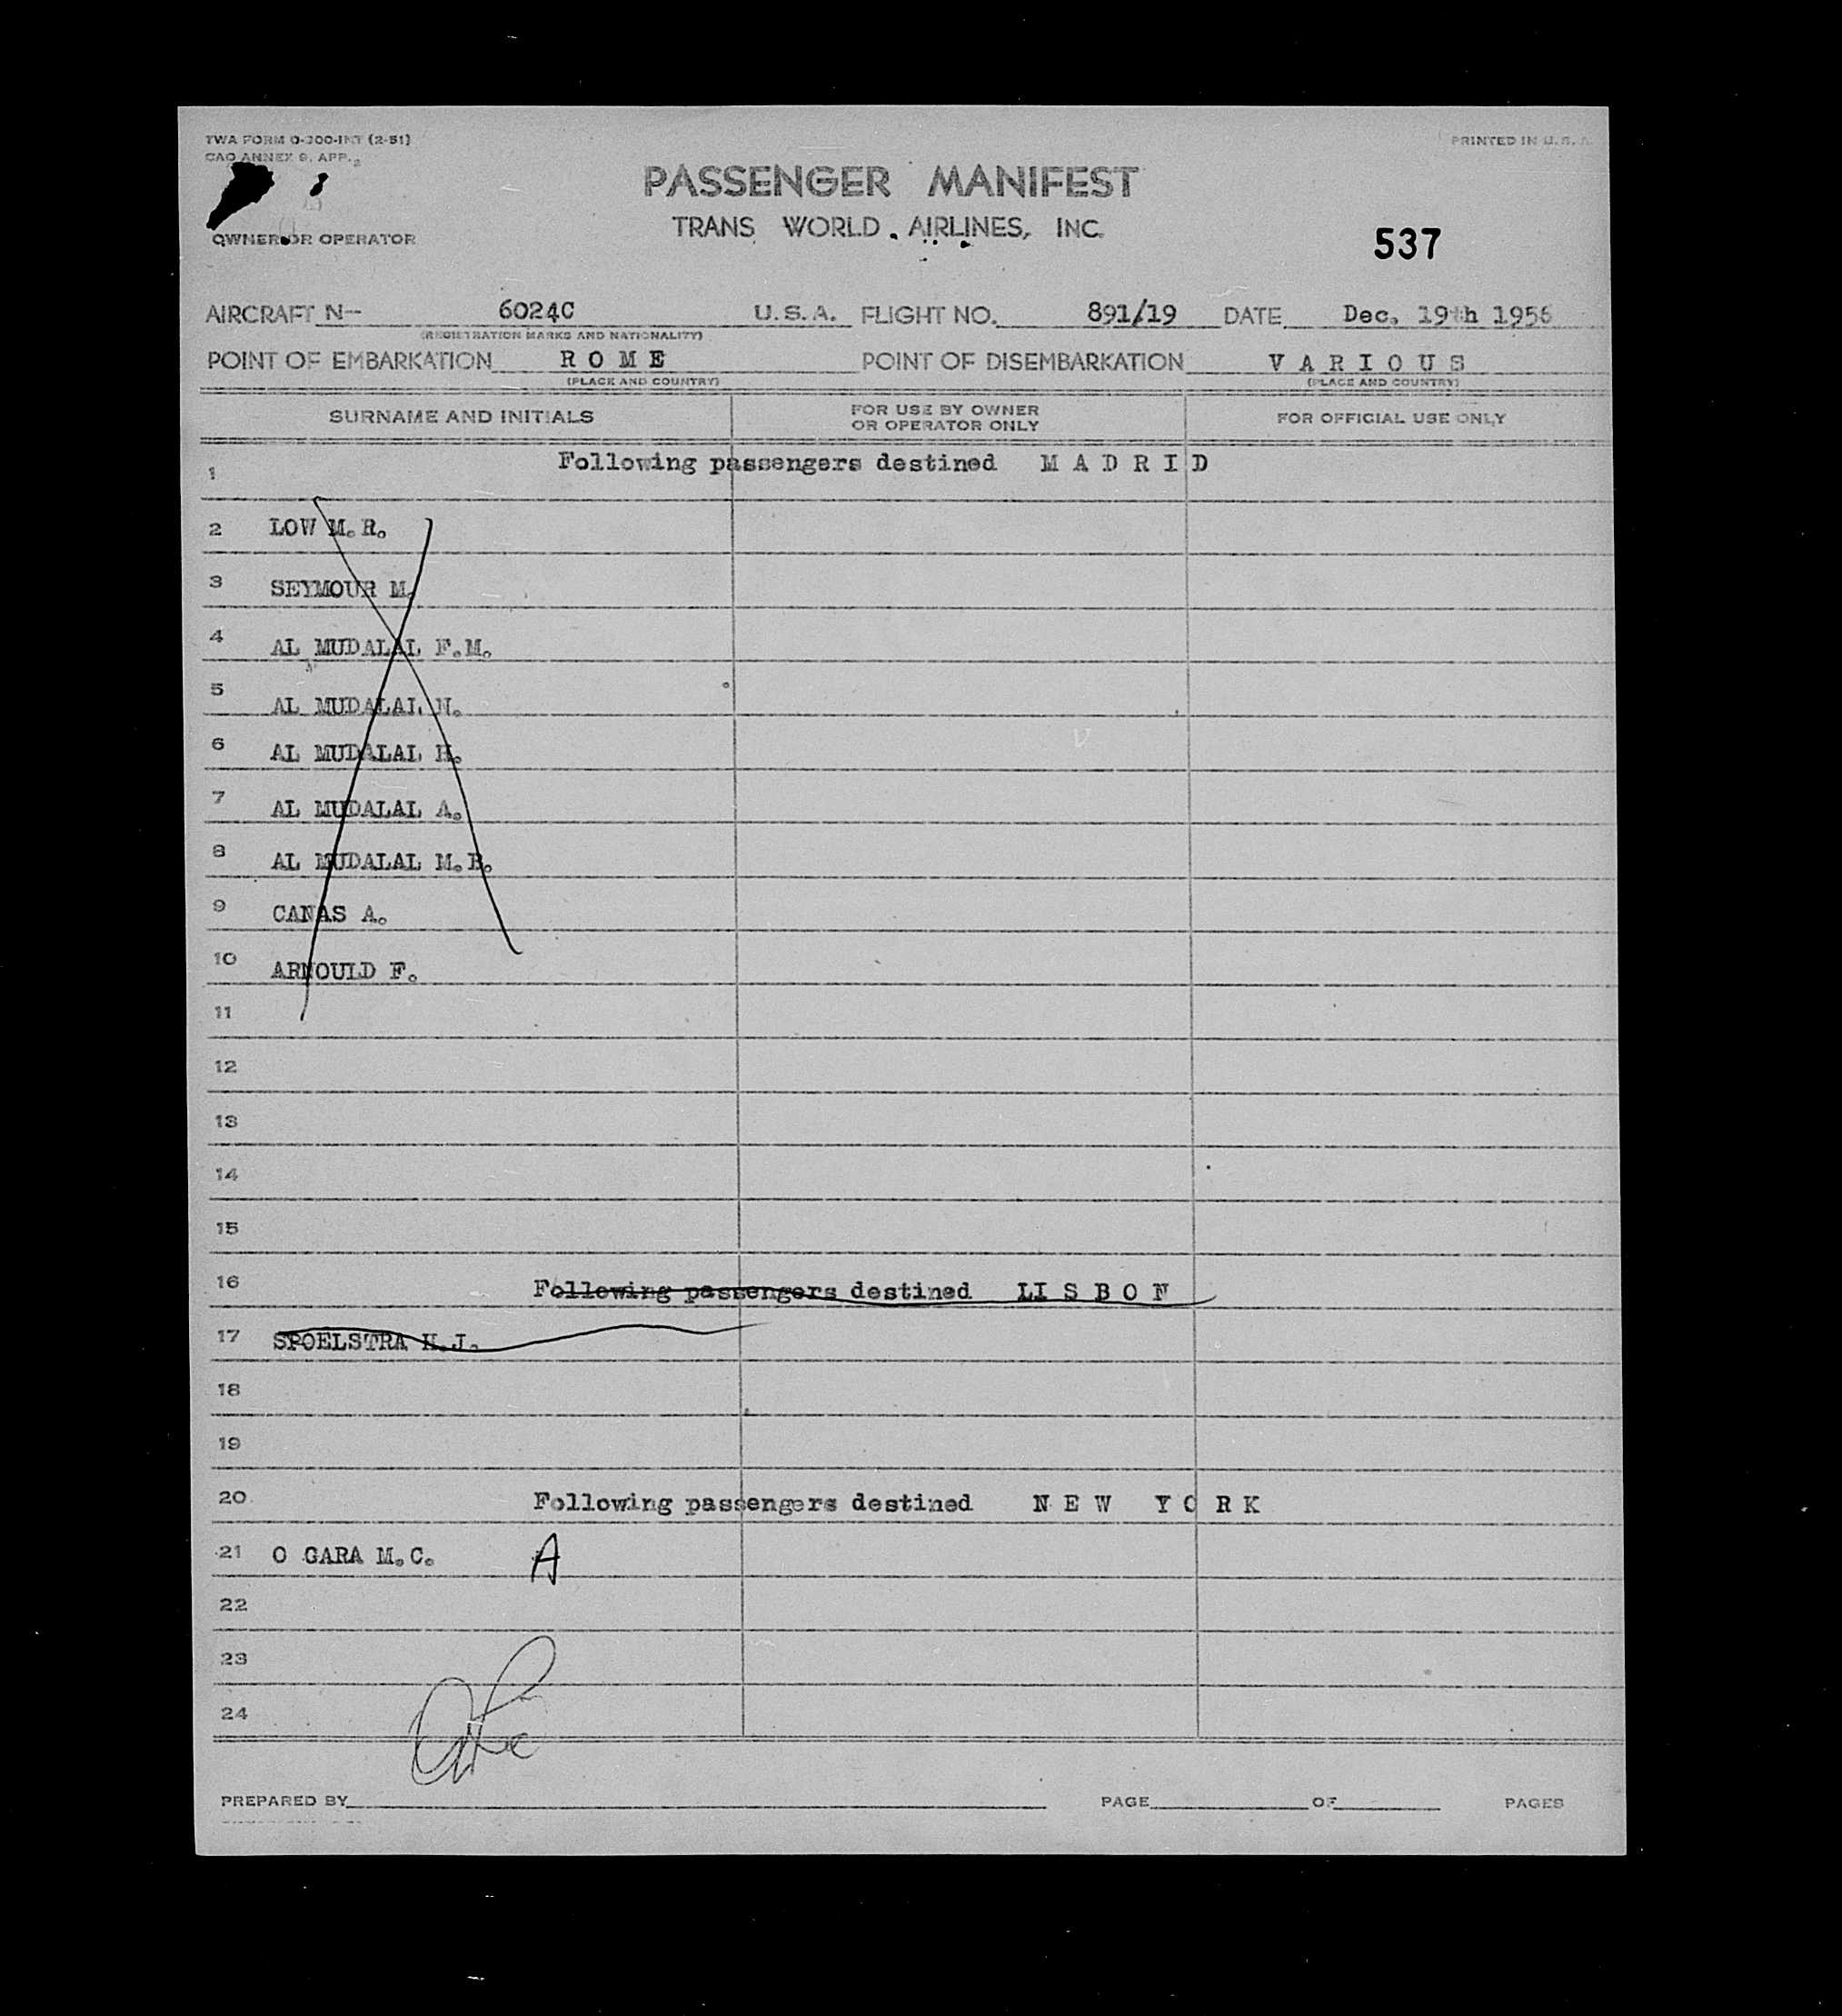 TWA FORM O-300-INT (2-51)
CAO ANNEX 9, APP. 2
PRINTED IN U.S.A.
PASSENGER MANIFEST
TRANS WORLD AIRLINES, INC.
OWNER OR OPERATOR
537
AIRCRAFT N-- 6024C U.S.A. FLIGHT NO. 891/19 DATE Dec. 19th 1956
(REGISTRATION MARKS AND NATIONALITY)
POINT OF EMBARKATION R O M E POINT OF DISEMBARKATION V A R I O U S
(PLACE AND COUNTRY) (PLACE AND COUNTRY)
SURNAME AND INITIALS FOR USE BY OWNER OR OPERATOR ONLY FOR OFFICIAL USE ONLY
1 Following passengers destined M A D R I D
2 LOW M.R.
3 SEYMOUR M.
4 AL MUDALAL F.M.
5 AL MUDALAL N.
6 AL MUDALAL H.
7 AL MUDALAL A.
8 AL MUDALAL M.B.
9 CANAS A.
10 ARNOULD F.
11
12
13
14
15
16 Following passengers destined LI S B O N
17 SPOELSTRA H.J.
18
19
20 Following passengers destined N E W Y O R K
21 O GARA M.C. A
22
23
24
PREPARED BY PAGE OF PAGES